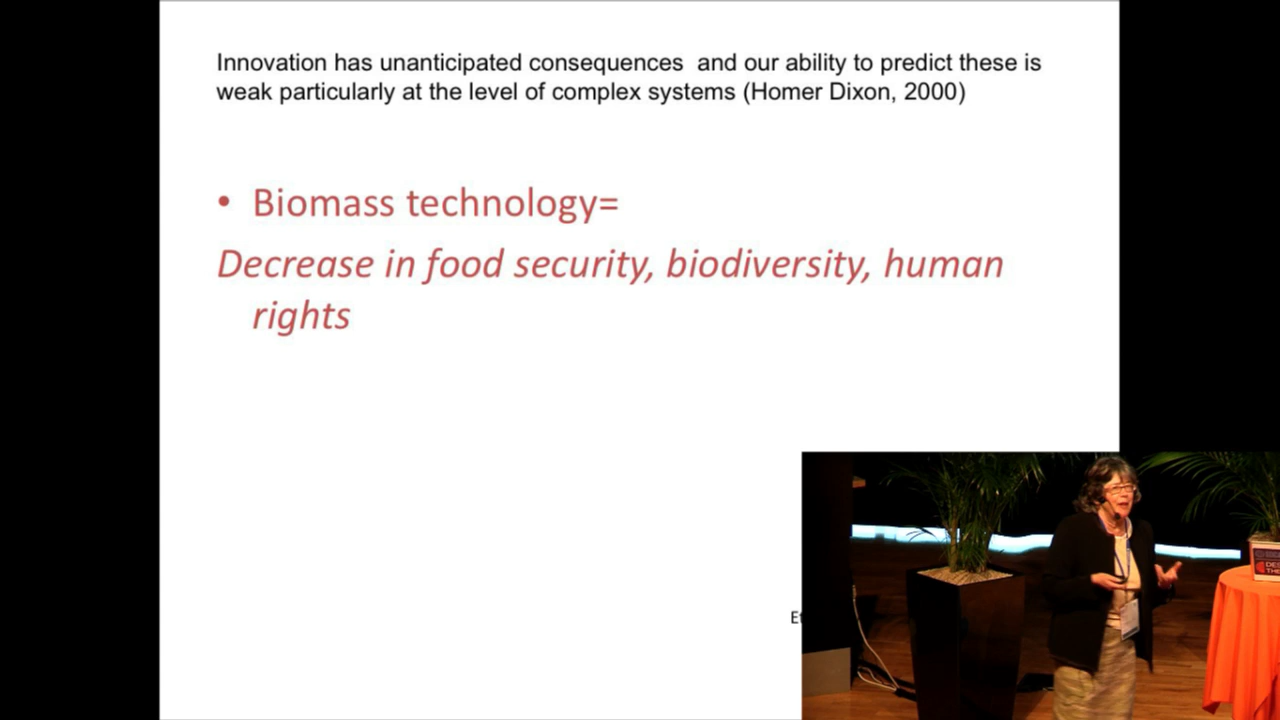 Innovation has unanticipated consequences  and our ability to predict these is
weak particularly at the level of complex systems (Homer Dixon, 2000)
• Biomass technology=
Decrease in food security, biodiversity, human
rights